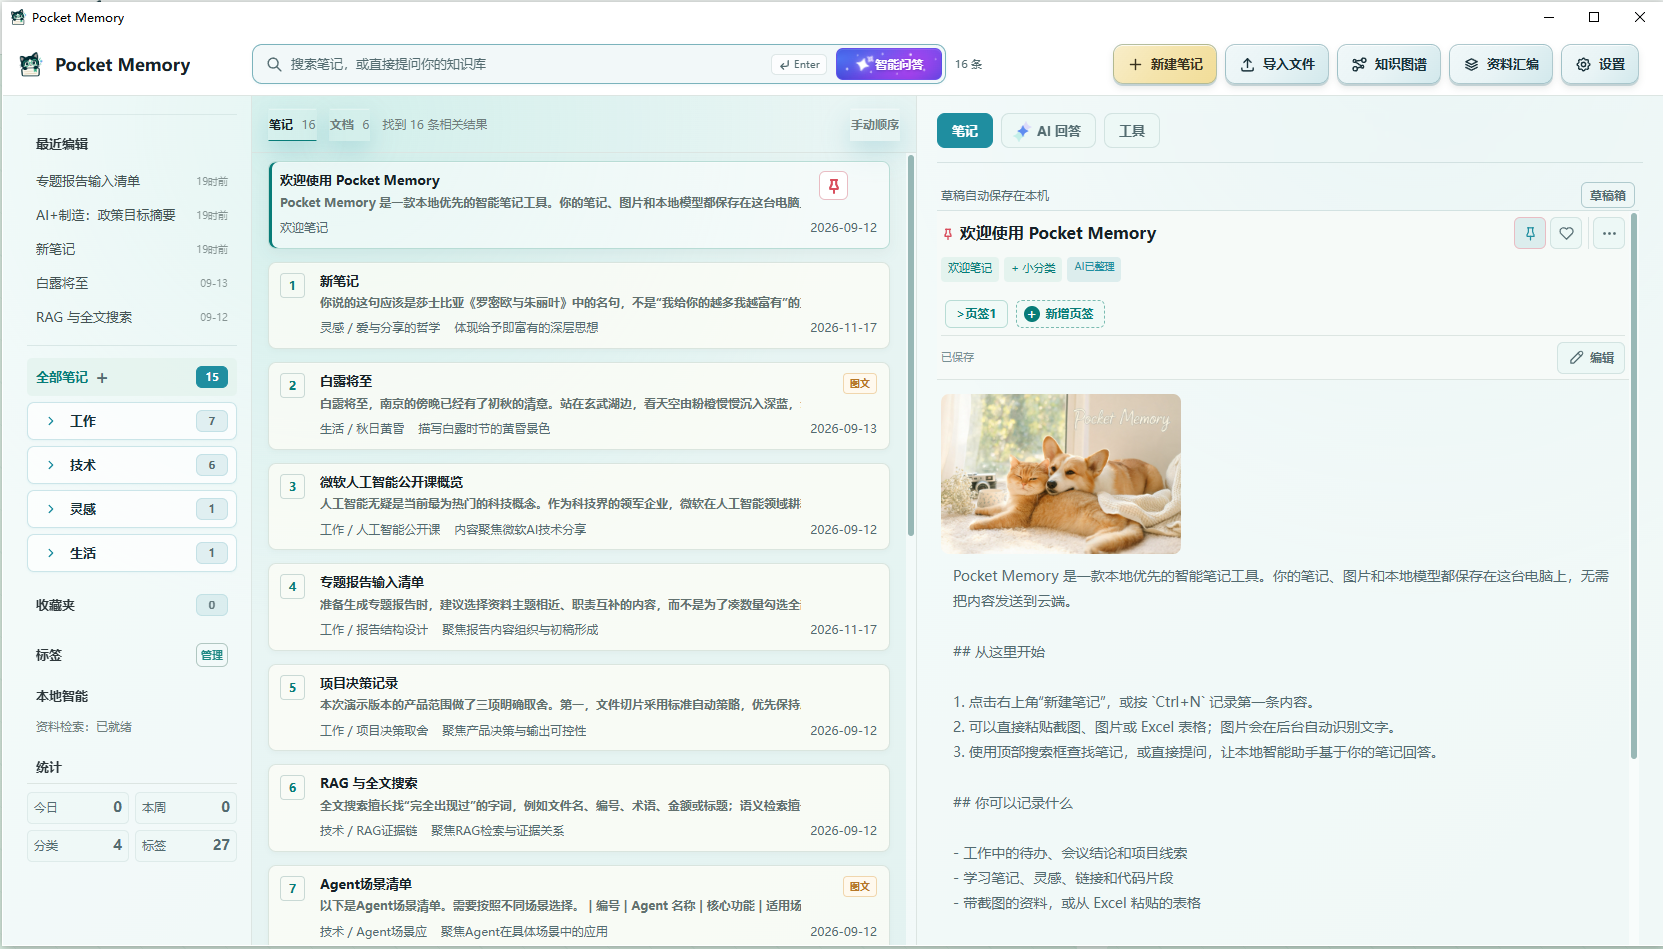 Pocket Memory
Pocket Memory
搜索笔记，或直接提问你的知识库
Enter
智能问答
16 条
新建笔记
导入文件
知识图谱
资料汇编
设置
最近编辑
专题报告输入清单 19时前
AI+制造：政策目标摘要 19时前
新笔记 19时前
白露将至 09-13
RAG 与全文搜索 09-12
全部笔记 + 15
工作 7
技术 6
灵感 1
生活 1
收藏夹 0
标签 管理
本地智能
资料检索：已就绪
统计
今日 0 本周 0
分类 4 标签 27
笔记 16 文档 6 找到 16 条相关结果 手动顺序
欢迎使用 Pocket Memory
Pocket Memory 是一款本地优先的智能笔记工具。你的笔记、图片和本地模型都保存在这台电脑
欢迎笔记 2026-09-12
1 新笔记
你说的这句应该是莎士比亚《罗密欧与朱丽叶》中的名句，不是“我给你的越多我越富有”的
灵感 / 爱与分享的哲学 体现给予即富有的深层思想 2026-11-17
2 白露将至 图文
白露将至，南京的傍晚已经有了初秋的清意。站在玄武湖边，看天空由粉橙慢慢沉入深蓝，
生活 / 秋日黄昏 描写白露时节的黄昏景色 2026-09-13
3 微软人工智能公开课概览
人工智能无疑是当前最为热门的科技概念。作为科技界的领军企业，微软在人工智能领域耕
工作 / 人工智能公开课 内容聚焦微软AI技术分享 2026-09-12
4 专题报告输入清单
准备生成专题报告时，建议选择资料主题相近、职责互补的内容，而不是为了凑数量勾选全
工作 / 报告结构设计 聚焦报告内容组织与初稿形成 2026-11-17
5 项目决策记录
本次演示版本的产品范围做了三项明确取舍。第一，文件切片采用标准自动策略，优先保持
工作 / 项目决策取舍 聚焦产品决策与输出可控性 2026-09-12
6 RAG 与全文搜索
全文搜索擅长找“完全出现过”的字词，例如文件名、编号、术语、金额或标题；语义检索擅
技术 / RAG证据链 聚焦RAG检索与证据关系 2026-09-12
7 Agent场景清单 图文
以下是Agent场景清单。需要按照不同场景选择。 | 编号 | Agent 名称 | 核心功能 | 适用场
技术 / Agent场景应 聚焦Agent在具体场景中的应用 2026-09-12
笔记 AI 回答 工具
草稿自动保存在本机 草稿箱
欢迎使用 Pocket Memory
欢迎笔记 + 小分类 AI已整理
>页签1 新增页签
已保存 编辑
Pocket Memory
Pocket Memory 是一款本地优先的智能笔记工具。你的笔记、图片和本地模型都保存在这台电脑上，无需
把内容发送到云端。
## 从这里开始
1. 点击右上角“新建笔记”，或按 `Ctrl+N` 记录第一条内容。
2. 可以直接粘贴截图、图片或 Excel 表格；图片会在后台自动识别文字。
3. 使用顶部搜索框查找笔记，或直接提问，让本地智能助手基于你的笔记回答。
## 你可以记录什么
- 工作中的待办、会议结论和项目线索
- 学习笔记、灵感、链接和代码片段
- 带截图的资料，或从 Excel 粘贴的表格